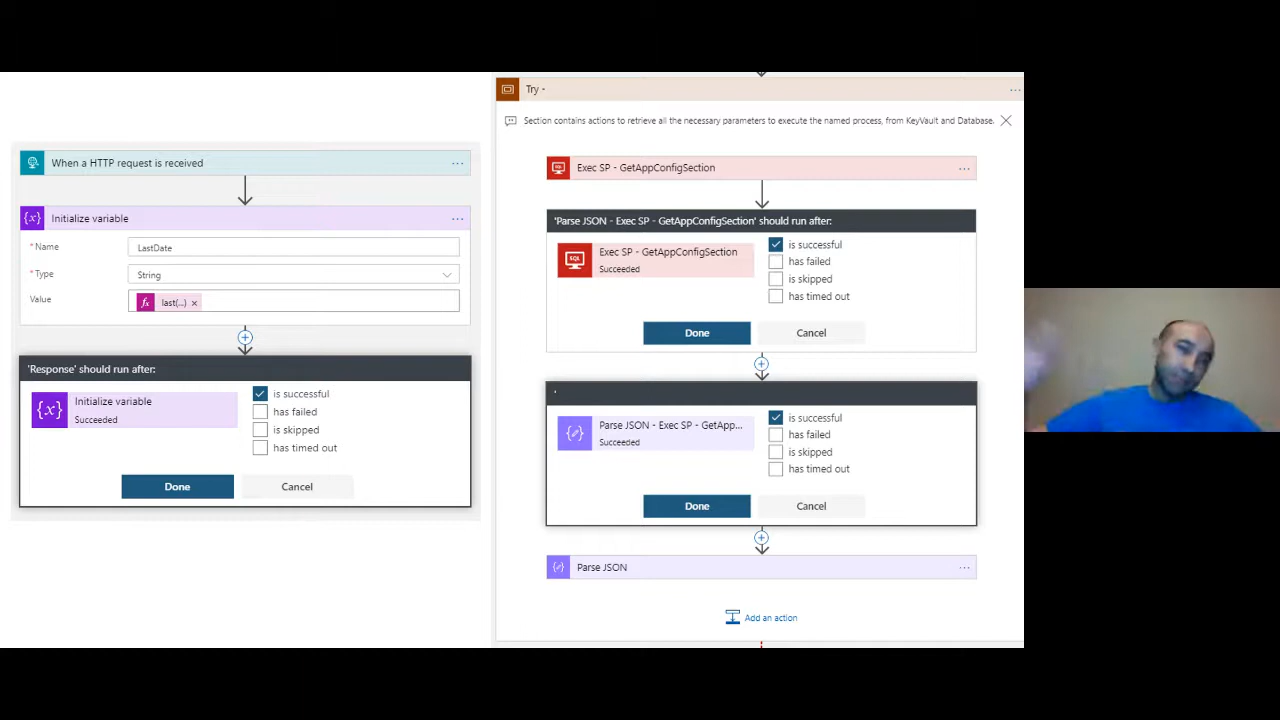 When a HTTP request is received
Initialize variable
* Name
LastDate
* Type
String
Value
fx last(...) ×
'Response' should run after:
Initialize variable
Succeeded
is successful
has failed
is skipped
has timed out
Done
Cancel
Try -
Section contains actions to retrieve all the necessary parameters to execute the named process, from KeyVault and Database.
Exec SP - GetAppConfigSection
'Parse JSON - Exec SP - GetAppConfigSection' should run after:
SQL
Exec SP - GetAppConfigSection
Succeeded
is successful
has failed
is skipped
has timed out
Done
Cancel
'
Parse JSON - Exec SP - GetApp...
Succeeded
is successful
has failed
is skipped
has timed out
Done
Cancel
Parse JSON
Add an action